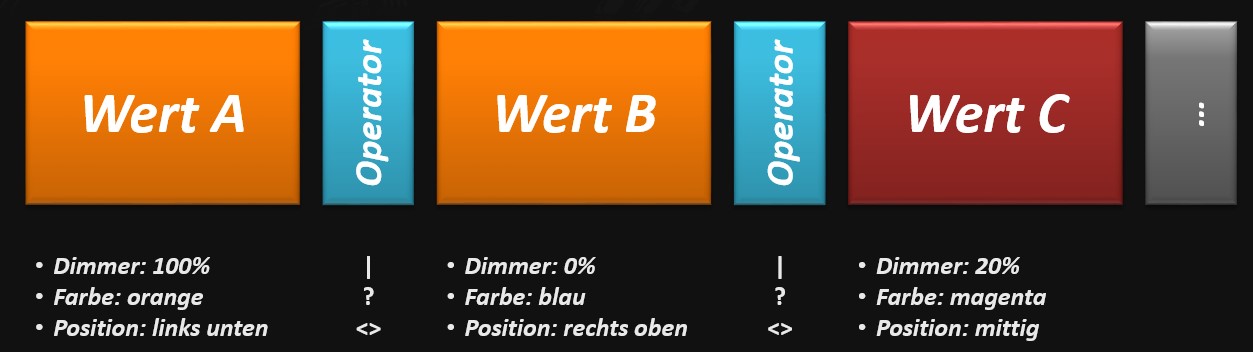 Wert A
Operator
Wert B
Operator
Wert C
...
• Dimmer: 100%
• Farbe: orange
• Position: links unten
|
?
<>
• Dimmer: 0%
• Farbe: blau
• Position: rechts oben
|
?
<>
• Dimmer: 20%
• Farbe: magenta
• Position: mittig